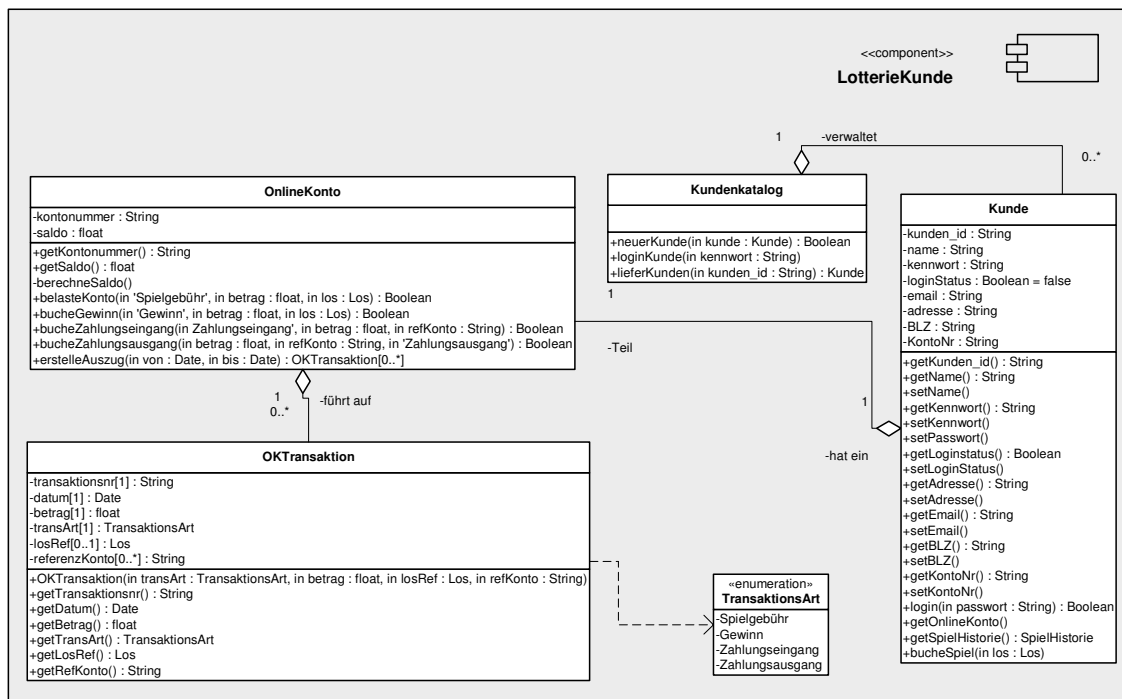 <<component>>
LotterieKunde
1
-verwaltet
0..*
OnlineKonto
-kontonummer : String
-saldo : float
+getKontonummer() : String
+getSaldo() : float
-berechneSaldo()
+belasteKonto(in 'Spielgebühr', in betrag : float, in los : Los) : Boolean
+bucheGewinn(in 'Gewinn', in betrag : float, in los : Los) : Boolean
+bucheZahlungseingang(in Zahlungseingang', in betrag : float, in refKonto : String) : Boolean
+bucheZahlungsausgang(in betrag : float, in refKonto : String, in 'Zahlungsausgang') : Boolean
+erstelleAuszug(in von : Date, in bis : Date) : OKTransaktion[0..*]
Kundenkatalog
+neuerKunde(in kunde : Kunde) : Boolean
+loginKunde(in kennwort : String)
+lieferKunden(in kunden_id : String) : Kunde
Kunde
-kunden_id : String
-name : String
-kennwort : String
-loginStatus : Boolean = false
-email : String
-adresse : String
-BLZ : String
-KontoNr : String
+getKunden_id() : String
+getName() : String
+setName()
+getKennwort() : String
+setKennwort()
+setPasswort()
+getLoginstatus() : Boolean
+setLoginStatus()
+getAdresse() : String
+setAdresse()
+getEmail() : String
+setEmail()
+getBLZ() : String
+setBLZ()
+getKontoNr() : String
+setKontoNr()
+login(in passwort : String) : Boolean
+getOnlineKonto()
+getSpielHistorie() : SpielHistorie
+bucheSpiel(in los : Los)
1
-Teil
1
-hat ein
1
0..*
-führt auf
OKTransaktion
-transaktionsnr[1] : String
-datum[1] : Date
-betrag[1] : float
-transArt[1] : TransaktionsArt
-losRef[0..1] : Los
-referenzKonto[0..*] : String
+OKTransaktion(in transArt : TransaktionsArt, in betrag : float, in losRef : Los, in refKonto : String)
+getTransaktionsnr() : String
+getDatum() : Date
+getBetrag() : float
+getTransArt() : TransaktionsArt
+getLosRef() : Los
+getRefKonto() : String
«enumeration»
TransaktionsArt
-Spielgebühr
-Gewinn
-Zahlungseingang
-Zahlungsausgang